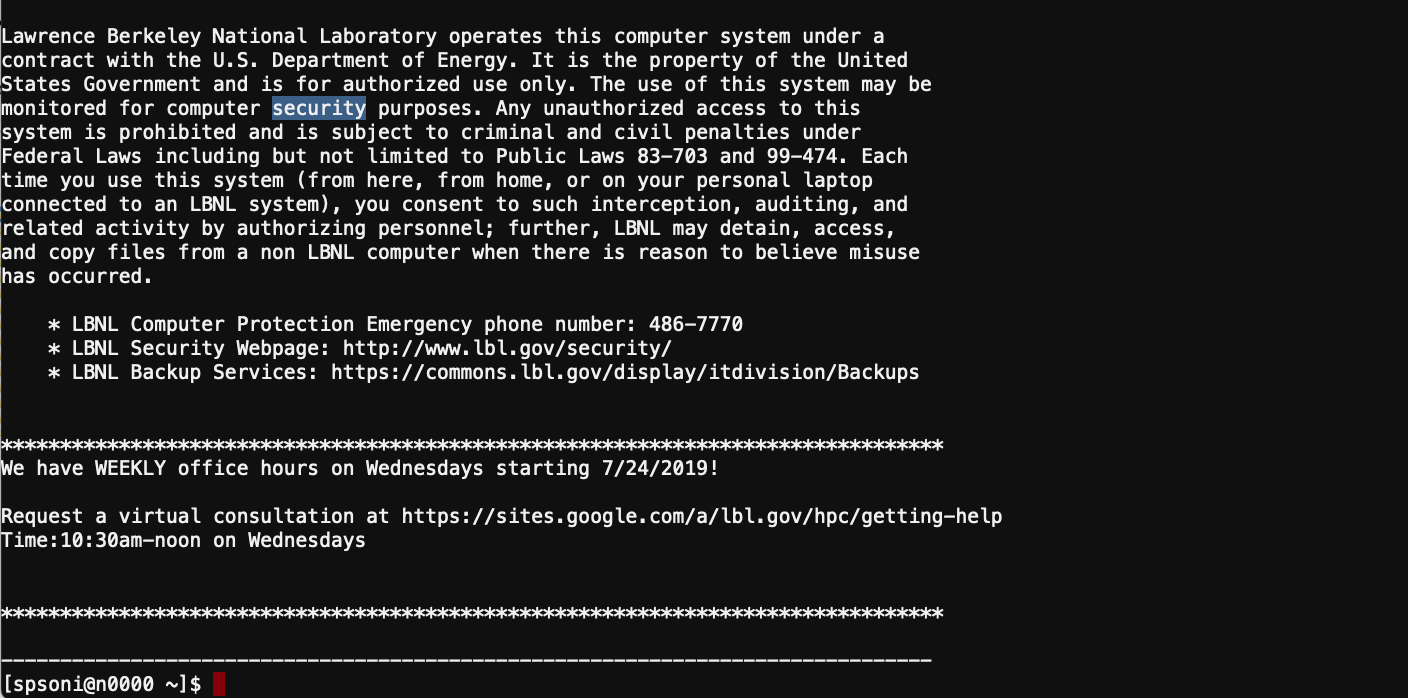 Lawrence Berkeley National Laboratory operates this computer system under a
contract with the U.S. Department of Energy. It is the property of the United
States Government and is for authorized use only. The use of this system may be
monitored for computer security purposes. Any unauthorized access to this
system is prohibited and is subject to criminal and civil penalties under
Federal Laws including but not limited to Public Laws 83-703 and 99-474. Each
time you use this system (from here, from home, or on your personal laptop
connected to an LBNL system), you consent to such interception, auditing, and
related activity by authorizing personnel; further, LBNL may detain, access,
and copy files from a non LBNL computer when there is reason to believe misuse
has occurred.
* LBNL Computer Protection Emergency phone number: 486-7770
* LBNL Security Webpage: http://www.lbl.gov/security/
* LBNL Backup Services: https://commons.lbl.gov/display/itdivision/Backups
********************************************************************************
We have WEEKLY office hours on Wednesdays starting 7/24/2019!
Request a virtual consultation at https://sites.google.com/a/lbl.gov/hpc/getting-help
Time:10:30am-noon on Wednesdays
********************************************************************************
-------------------------------------------------------------------------------
[spsoni@n0000 ~]$